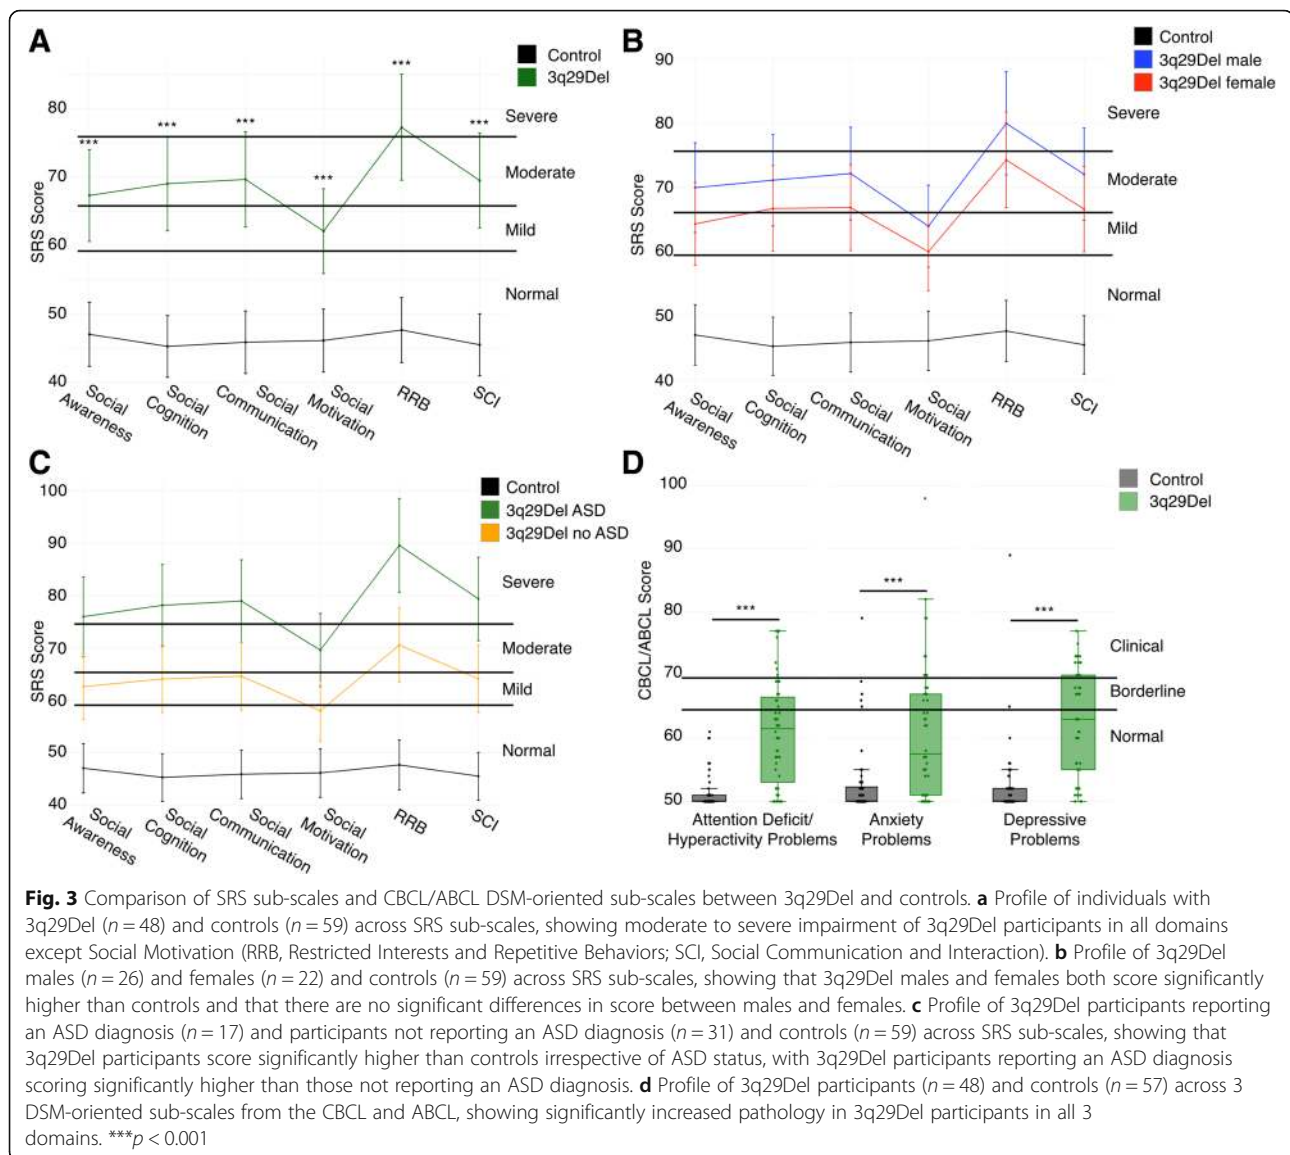 A
Control
3q29Del
SRS Score
80
70
60
50
40
***
***
***
***
***
***
Severe
Moderate
Mild
Normal
Social
Awareness
Social
Cognition
Social
Communication
Social
Motivation
RRB
SCI
B
Control
3q29Del male
3q29Del female
SRS Score
90
80
70
60
50
40
Severe
Moderate
Mild
Normal
Social
Awareness
Social
Cognition
Social
Communication
Social
Motivation
RRB
SCI
C
Control
3q29Del ASD
3q29Del no ASD
SRS Score
100
90
80
70
60
50
40
Severe
Moderate
Mild
Normal
Social
Awareness
Social
Cognition
Social
Communication
Social
Motivation
RRB
SCI
D
Control
3q29Del
CBCL/ABCL Score
100
90
80
70
60
50
***
***
***
Clinical
Borderline
Normal
Attention Deficit/
Hyperactivity Problems
Anxiety
Problems
Depressive
Problems
Fig. 3 Comparison of SRS sub-scales and CBCL/ABCL DSM-oriented sub-scales between 3q29Del and controls. a Profile of individuals with
3q29Del (n = 48) and controls (n = 59) across SRS sub-scales, showing moderate to severe impairment of 3q29Del participants in all domains
except Social Motivation (RRB, Restricted Interests and Repetitive Behaviors; SCI, Social Communication and Interaction). b Profile of 3q29Del
males (n = 26) and females (n = 22) and controls (n = 59) across SRS sub-scales, showing that 3q29Del males and females both score significantly
higher than controls and that there are no significant differences in score between males and females. c Profile of 3q29Del participants reporting
an ASD diagnosis (n = 17) and participants not reporting an ASD diagnosis (n = 31) and controls (n = 59) across SRS sub-scales, showing that
3q29Del participants score significantly higher than controls irrespective of ASD status, with 3q29Del participants reporting an ASD diagnosis
scoring significantly higher than those not reporting an ASD diagnosis. d Profile of 3q29Del participants (n = 48) and controls (n = 57) across 3
DSM-oriented sub-scales from the CBCL and ABCL, showing significantly increased pathology in 3q29Del participants in all 3
domains. ***p < 0.001